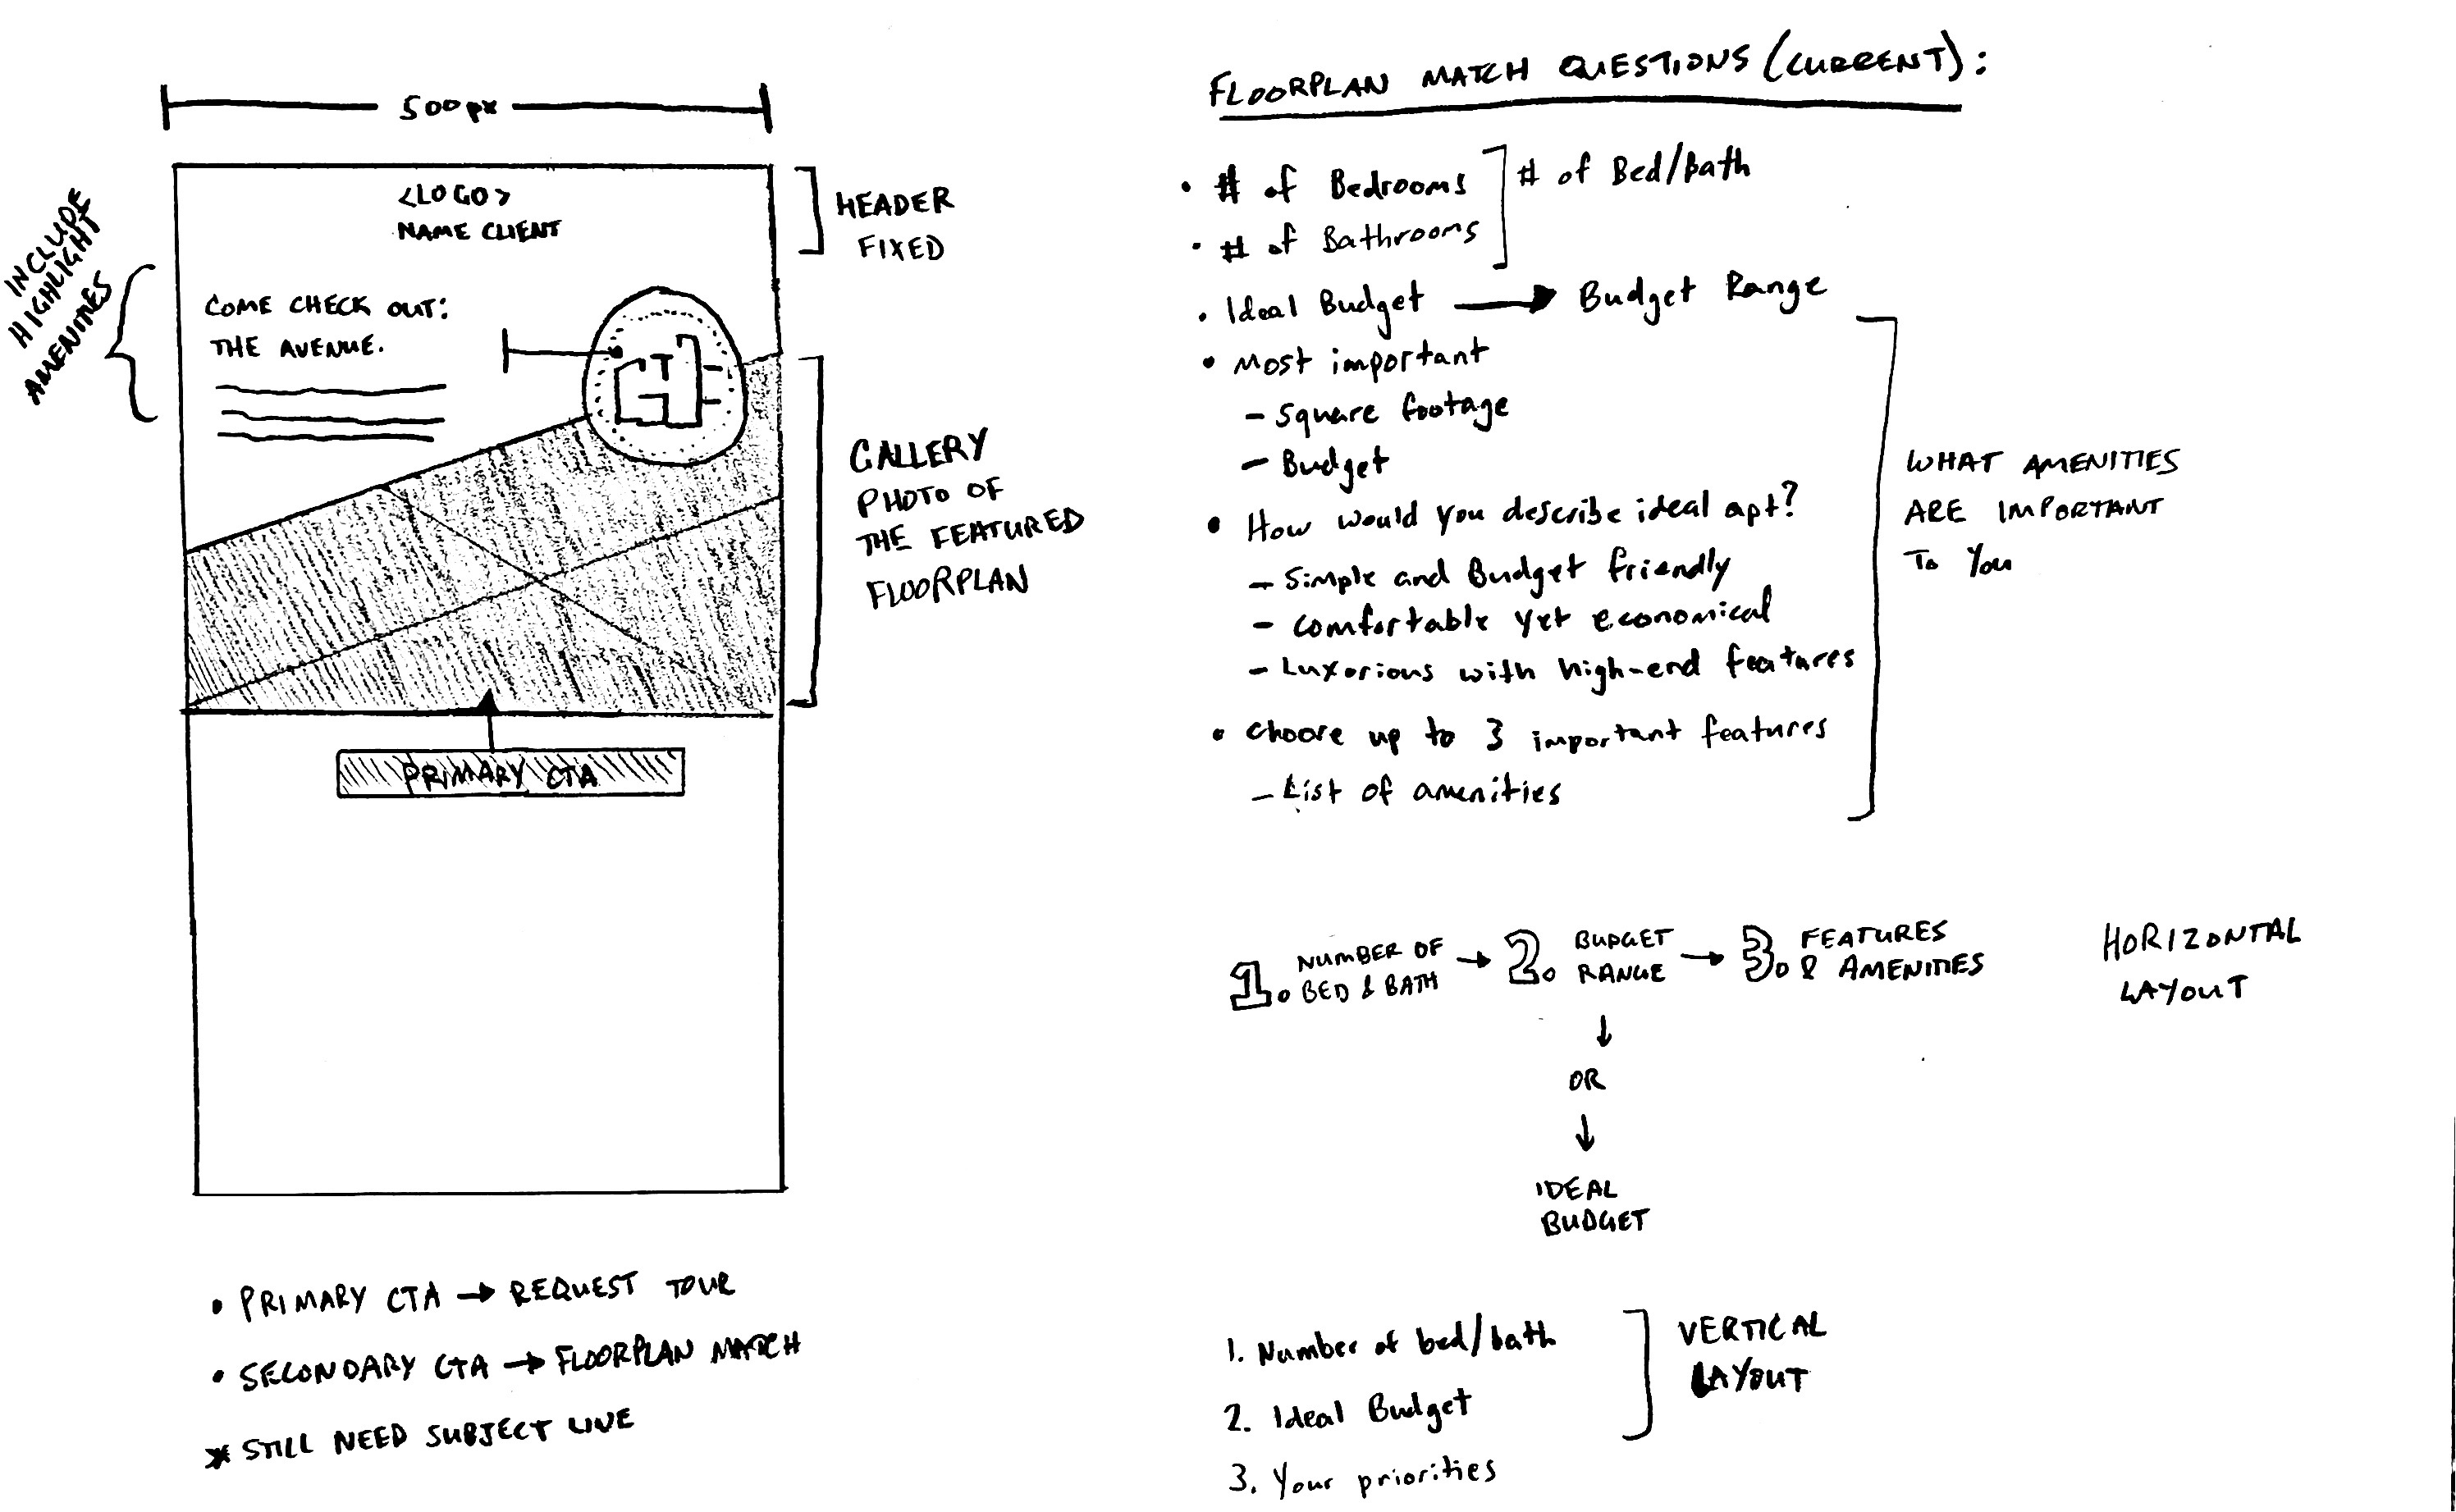 500px
<LOGO>
NAME CLIENT
HEADER
FIXED
INCLUDE
HIGHLIGHT
AMENITIES
COME CHECK OUT:
THE AVENUE.
GALLERY
PHOTO OF
THE FEATURED
FLOORPLAN
PRIMARY CTA
• PRIMARY CTA → REQUEST TOUR
• SECONDARY CTA → FLOORPLAN MATCH
* STILL NEED SUBJECT LINE
FLOORPLAN MATCH QUESTIONS (CURRENT):
• # of Bedrooms
• # of Bathrooms
# of Bed/Bath
• Ideal Budget → Budget Range
• Most important
- Square footage
- Budget
• How would you describe ideal apt?
- Simple and Budget friendly
- Comfortable yet economical
- Luxorious with high-end features
• Choose up to 3 important features
- List of amenities
WHAT AMENITIES
ARE IMPORTANT
TO YOU
1. NUMBER OF
BED & BATH
→ 2. BUDGET
RANGE
→ 3. FEATURES
& AMENITIES
HORIZONTAL
LAYOUT
↓
OR
↓
IDEAL
BUDGET
1. Number of bed/bath
2. Ideal Budget
3. Your priorities
VERTICAL
LAYOUT